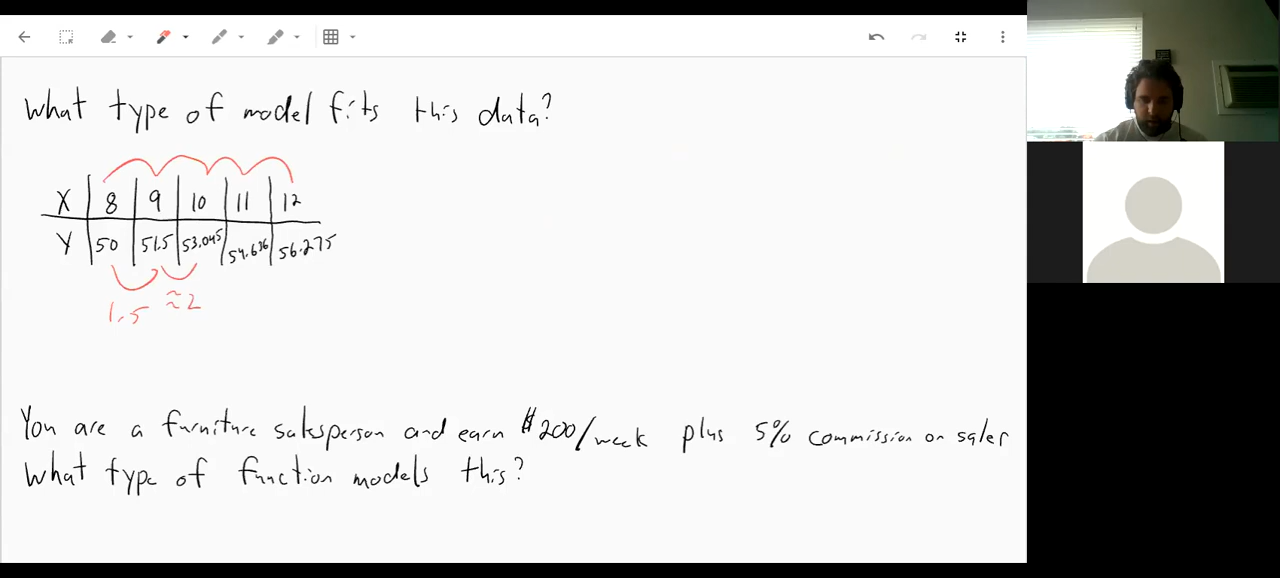 What type of model fits this data?
X 8 9 10 11 12
Y 50 51.5 53.045 54.636 56.275
1.5 ≈2
You are a furniture salesperson and earn $200/week plus 5% commission on sales
What type of function models this?